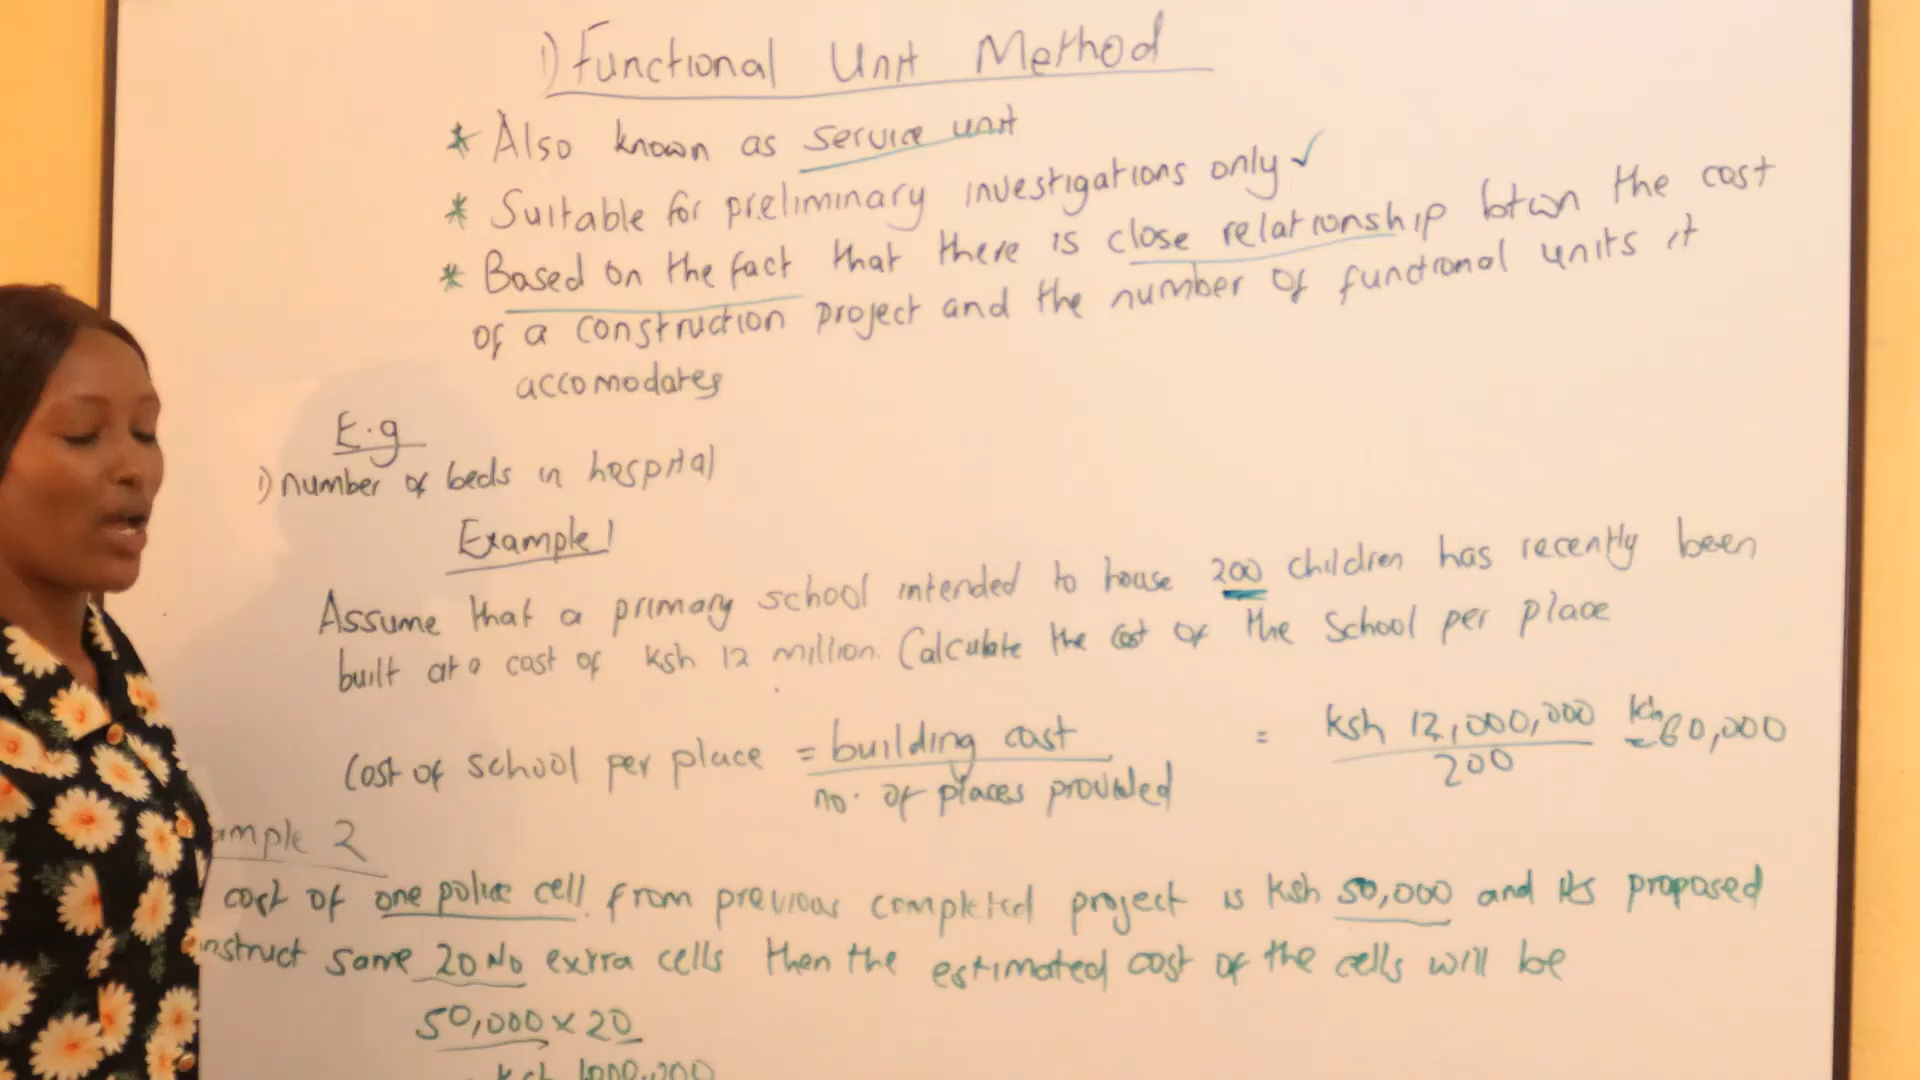 1) Functional Unit Method
* Also known as service unit
* Suitable for preliminary investigations only ✓
* Based on the fact that there is close relationship btwn the cost
of a construction project and the number of functional units it
accomodates
E.g
i) number of beds in hospital
Example 1
Assume that a primary school intended to house 200 children has recently been
built at a cost of Ksh 12 million. Calculate the cost of the School per place
Cost of school per place = building cost / no. of places provided = Ksh 12,000,000 / 200 = Ksh 60,000
ample 2
cost of one police cell from previous completed project is Ksh 50,000 and its proposed
nstruct same 20 No extra cells then the estimated cost of the cells will be
50,000 x 20